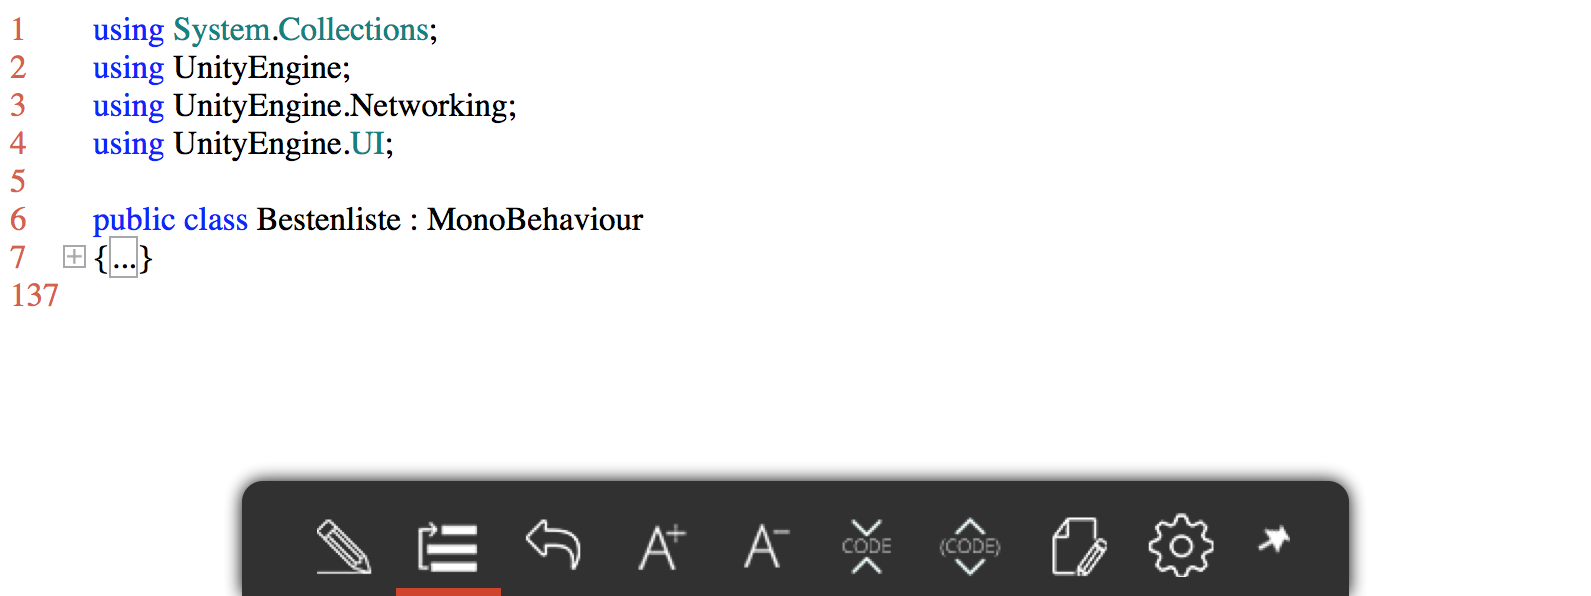 1 using System.Collections;
2 using UnityEngine;
3 using UnityEngine.Networking;
4 using UnityEngine.UI;
5
6 public class Bestenliste : MonoBehaviour
7 {...}
137
A+ A− CODE (CODE)